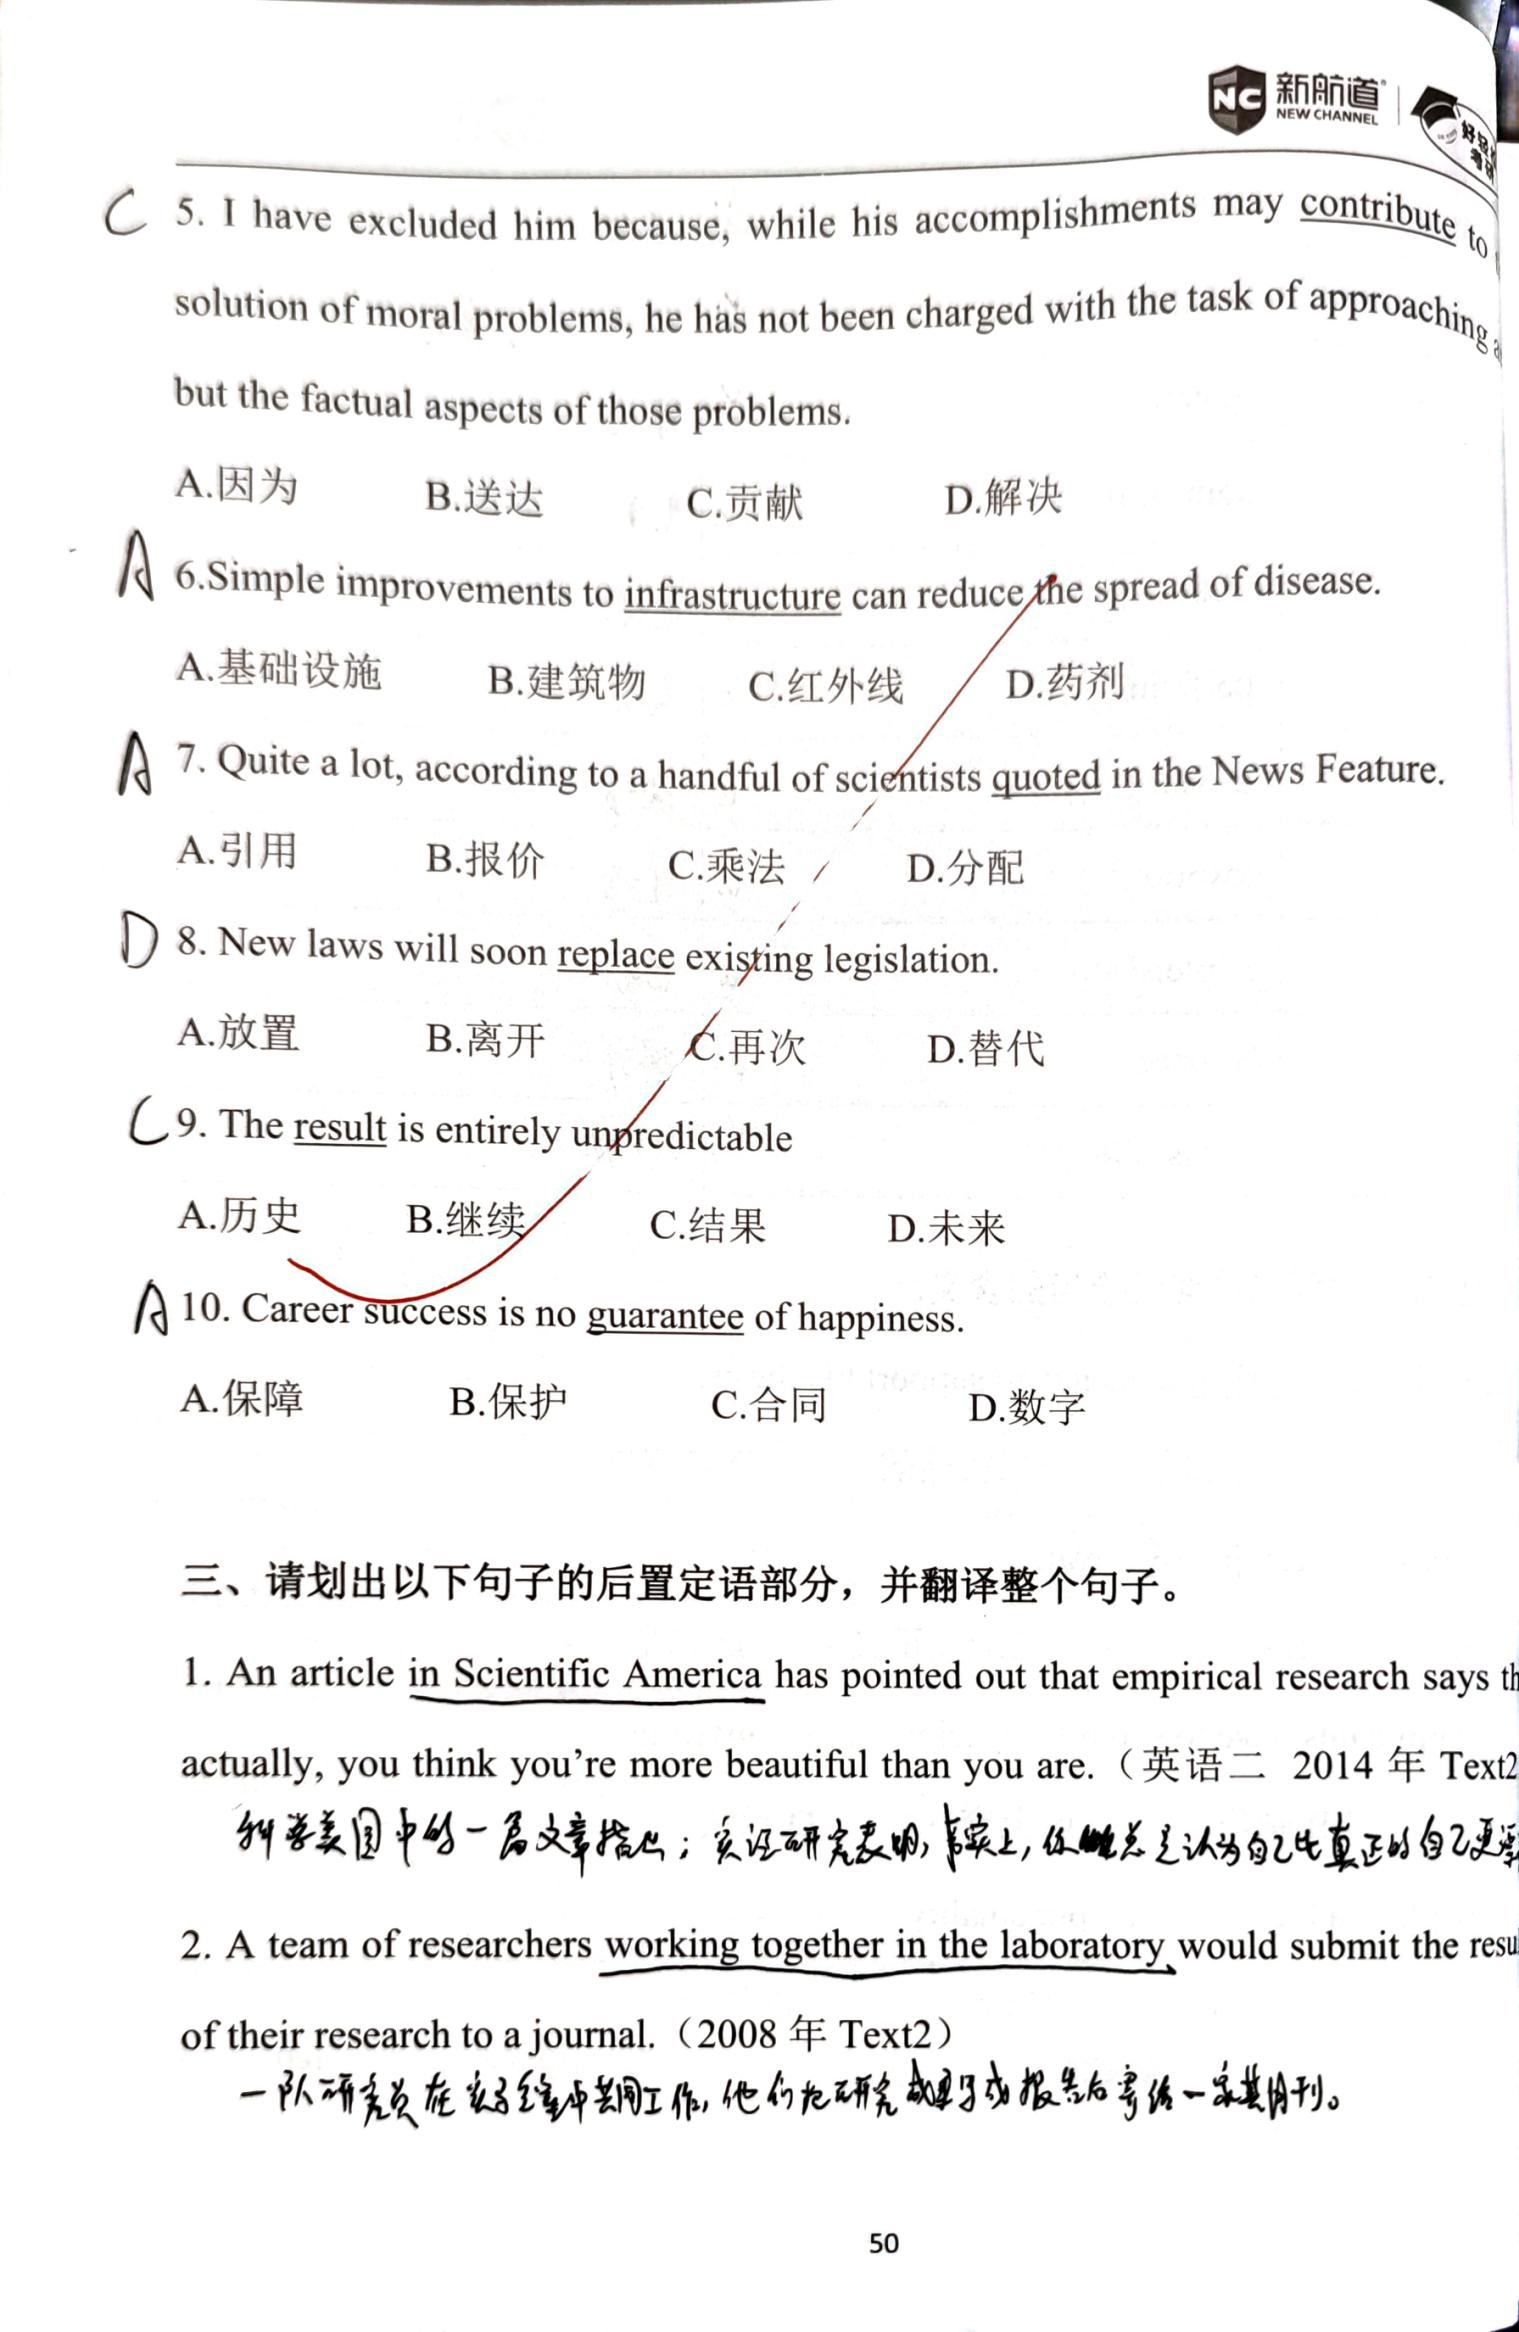 NC 新航道® NEW CHANNEL
C 5. I have excluded him because, while his accomplishments may contribute to
solution of moral problems, he has not been charged with the task of approaching
but the factual aspects of those problems.
A.因为 B.送达 C.贡献 D.解决
A 6.Simple improvements to infrastructure can reduce the spread of disease.
A.基础设施 B.建筑物 C.红外线 D.药剂
A 7. Quite a lot, according to a handful of scientists quoted in the News Feature.
A.引用 B.报价 C.乘法 D.分配
D 8. New laws will soon replace existing legislation.
A.放置 B.离开 C.再次 D.替代
C 9. The result is entirely unpredictable
A.历史 B.继续 C.结果 D.未来
A 10. Career success is no guarantee of happiness.
A.保障 B.保护 C.合同 D.数字
三、请划出以下句子的后置定语部分，并翻译整个句子。
1. An article in Scientific America has pointed out that empirical research says th
actually, you think you're more beautiful than you are.（英语二 2014 年 Text2
科学美国中的一篇文章指出；实证研究表明，事实上，你总是认为自己比真正的自己更漂
2. A team of researchers working together in the laboratory would submit the resu
of their research to a journal.（2008 年 Text2）
一队研究员在实验室中共同工作，他们把研究成果写成报告后寄给一家期刊。
50